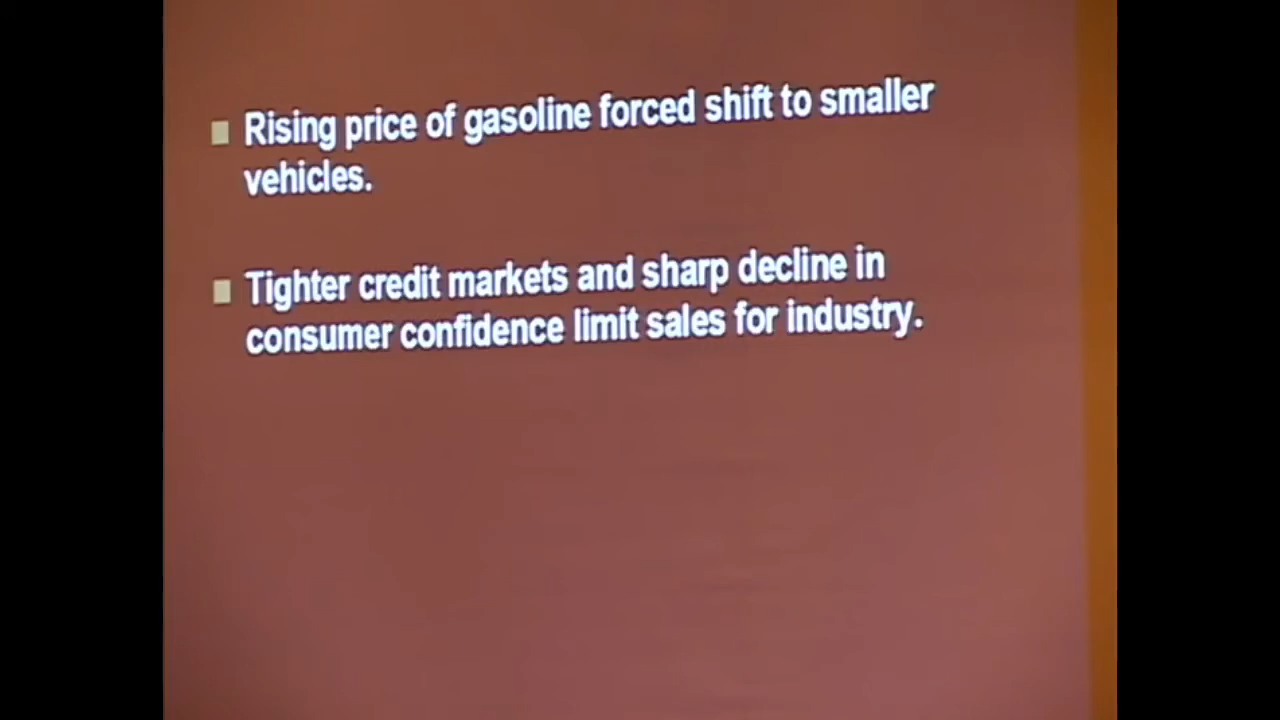 Rising price of gasoline forced shift to smaller
vehicles.
Tighter credit markets and sharp decline in
consumer confidence limit sales for industry.